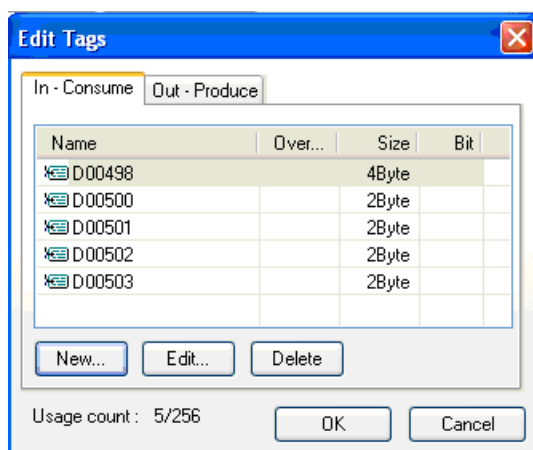 Edit Tags
In - Consume Out - Produce
Name Over... Size Bit
D00498 4Byte
D00500 2Byte
D00501 2Byte
D00502 2Byte
D00503 2Byte
New... Edit... Delete
Usage count : 5/256 OK Cancel